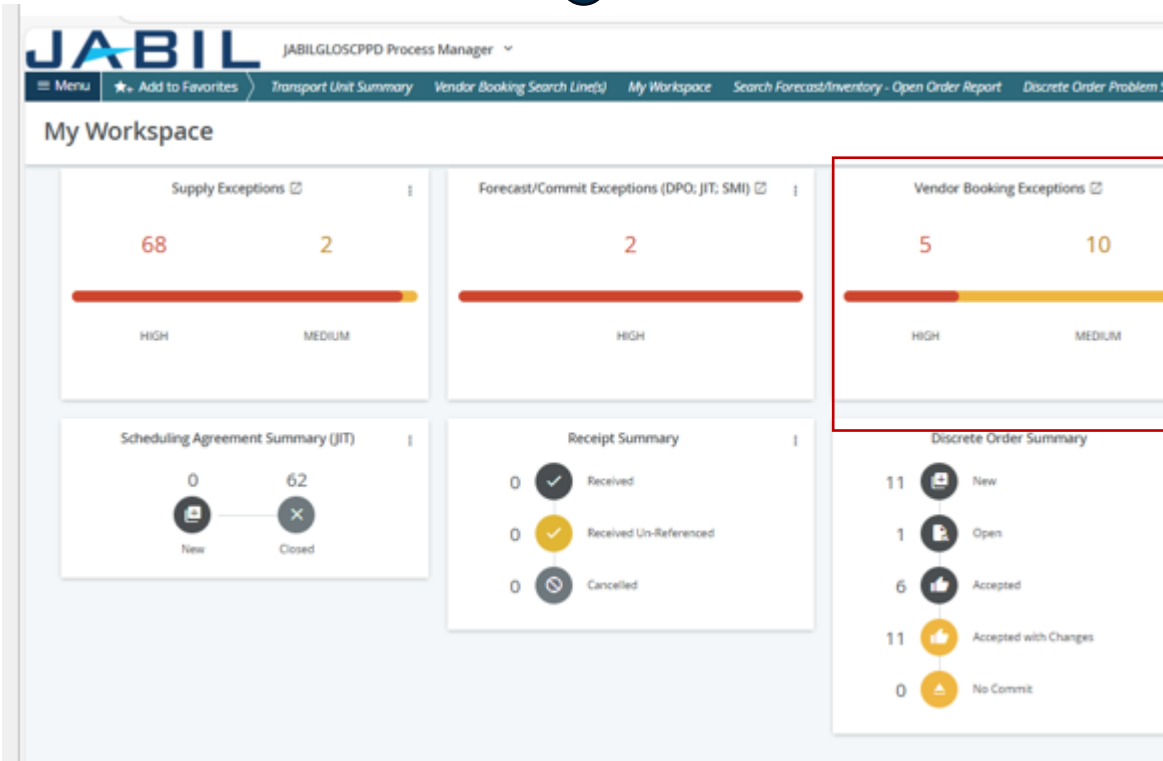 JABIL
JABILGLOSCPPD Process Manager
Menu Add to Favorites Transport Unit Summary Vendor Booking Search Line(s) My Workspace Search Forecast/Inventory - Open Order Report Discrete Order Problem
My Workspace
Supply Exceptions
68 2
HIGH MEDIUM
Forecast/Commit Exceptions (DPO; JIT; SMI)
2
HIGH
Vendor Booking Exceptions
5 10
HIGH MEDIUM
Scheduling Agreement Summary (JIT)
0 62
New Closed
Receipt Summary
0 Received
0 Received Un-Referenced
0 Cancelled
Discrete Order Summary
11 New
1 Open
6 Accepted
11 Accepted with Changes
0 No Commit